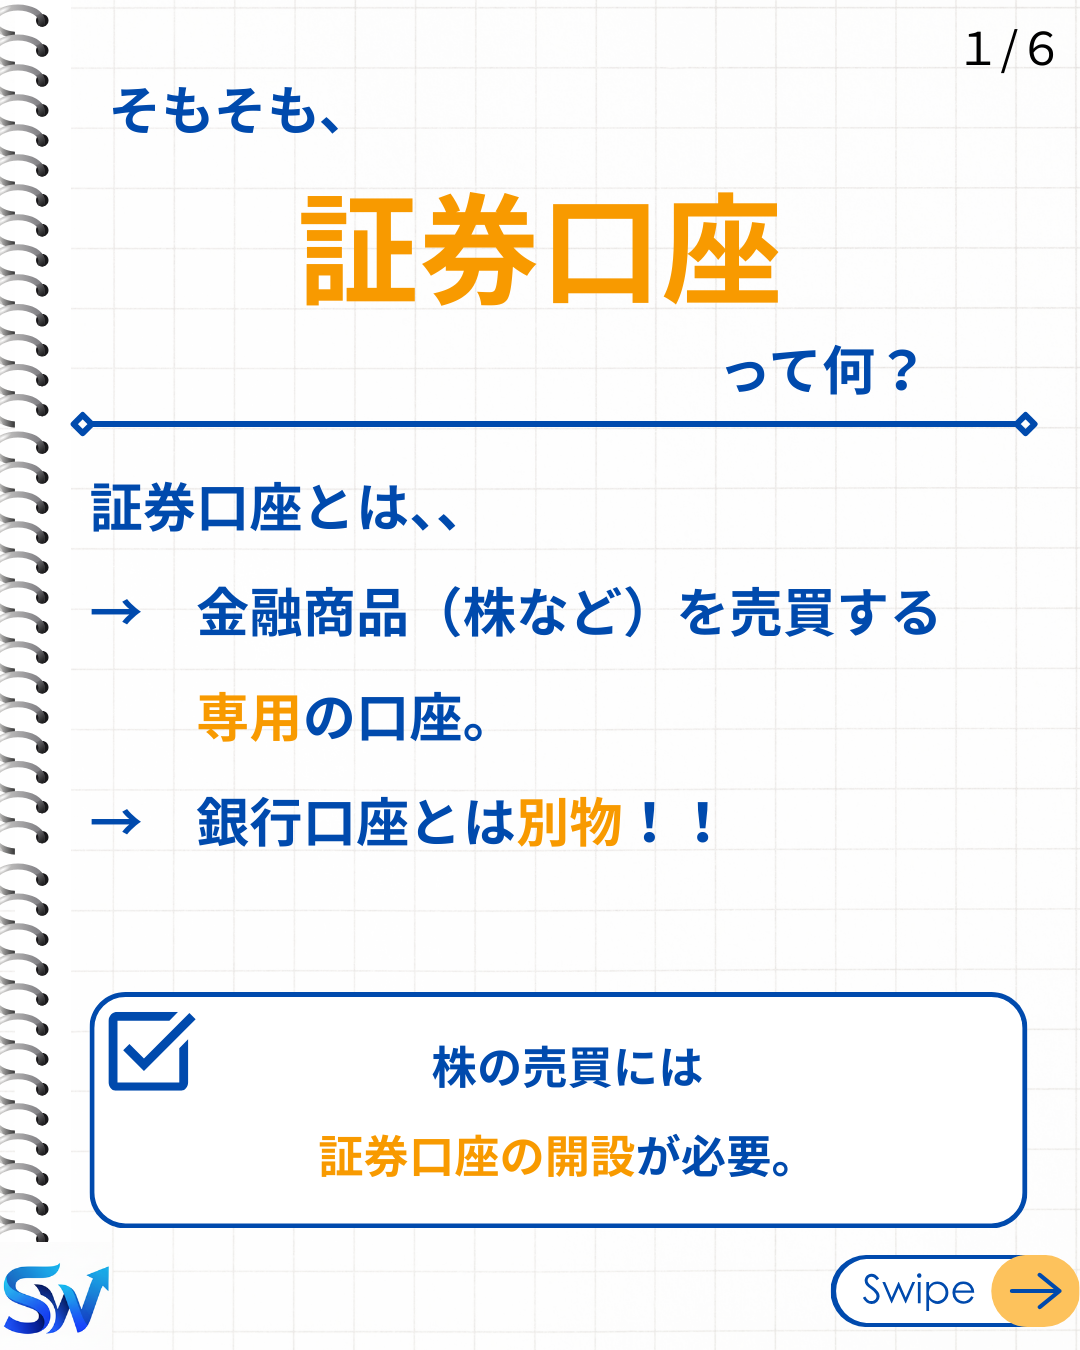 1/6
そもそも、
証券口座
って何？
証券口座とは、、
→ 金融商品（株など）を売買する
専用の口座。
→ 銀行口座とは別物！！
株の売買には
証券口座の開設が必要。
SW
Swipe